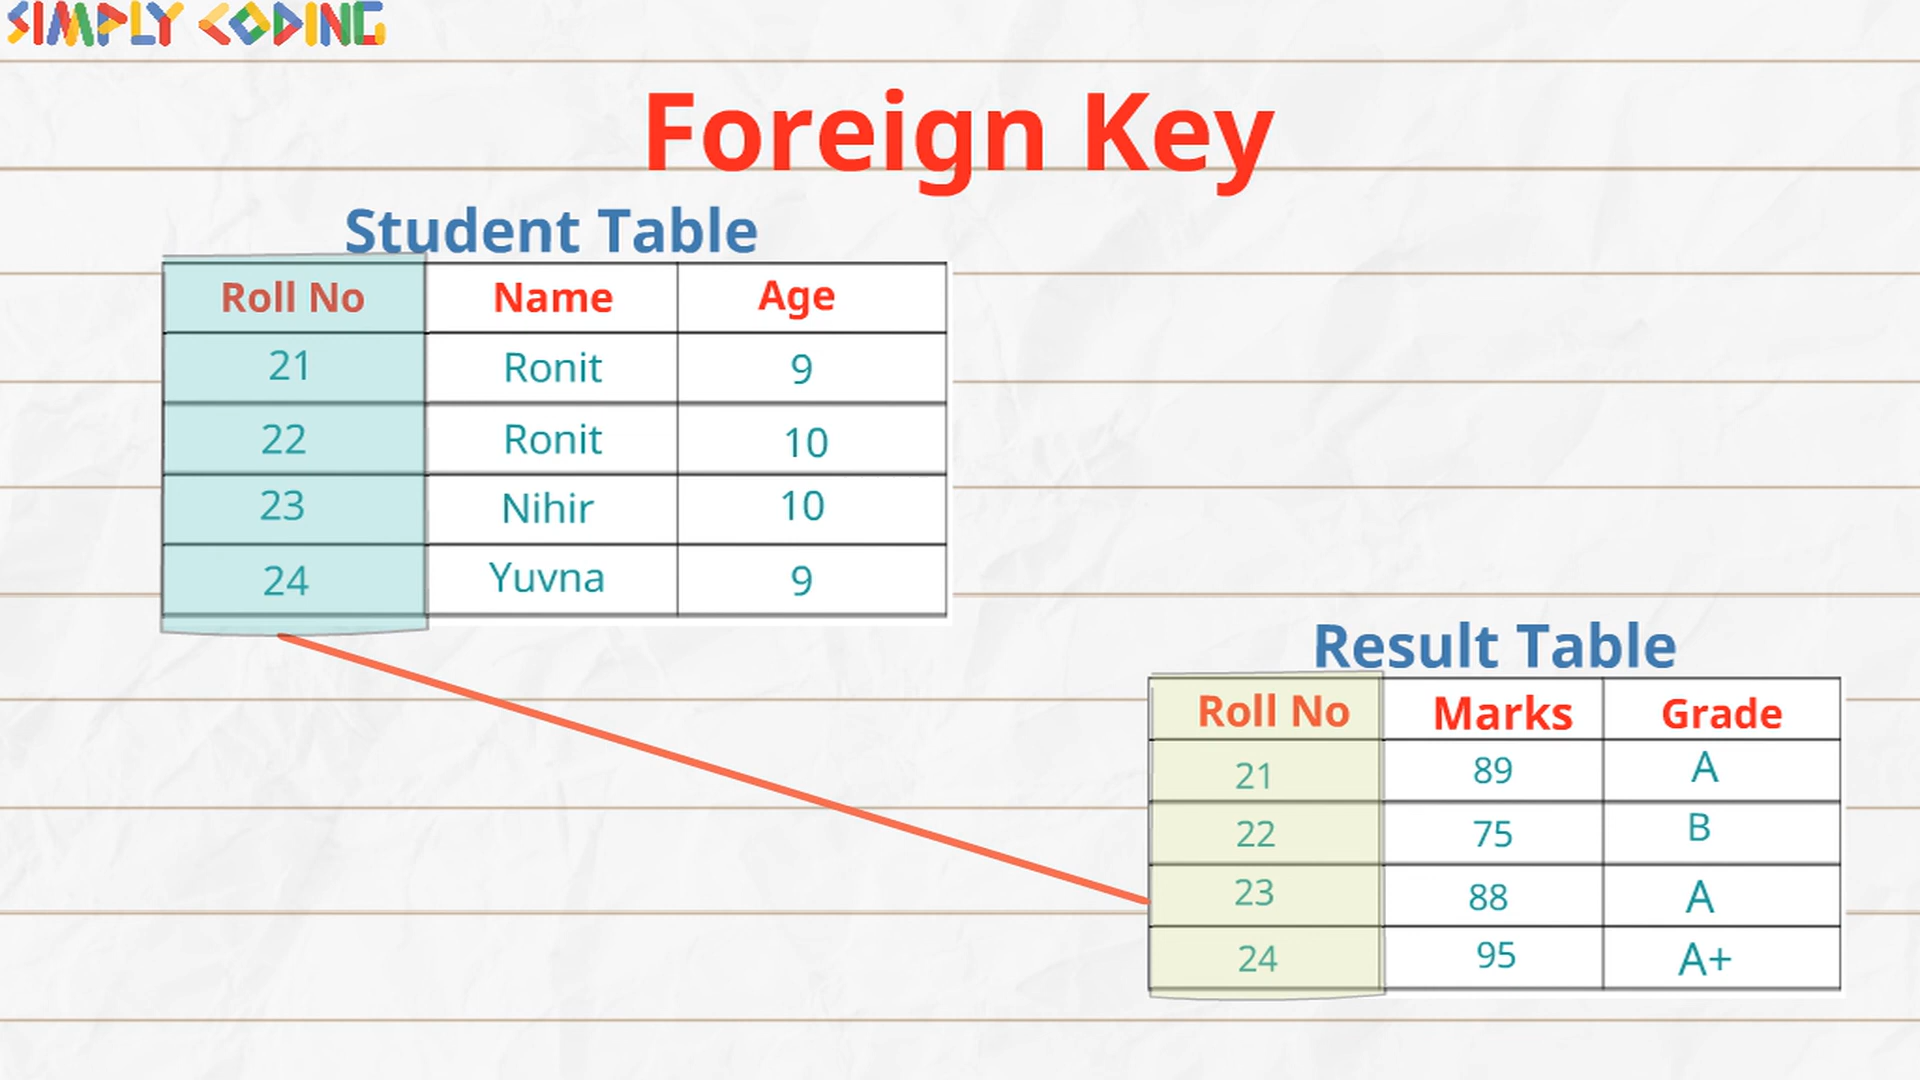 SIMPLY CODING
Foreign Key
Student Table
Roll No Name Age
21 Ronit 9
22 Ronit 10
23 Nihir 10
24 Yuvna 9
Result Table
Roll No Marks Grade
21 89 A
22 75 B
23 88 A
24 95 A+